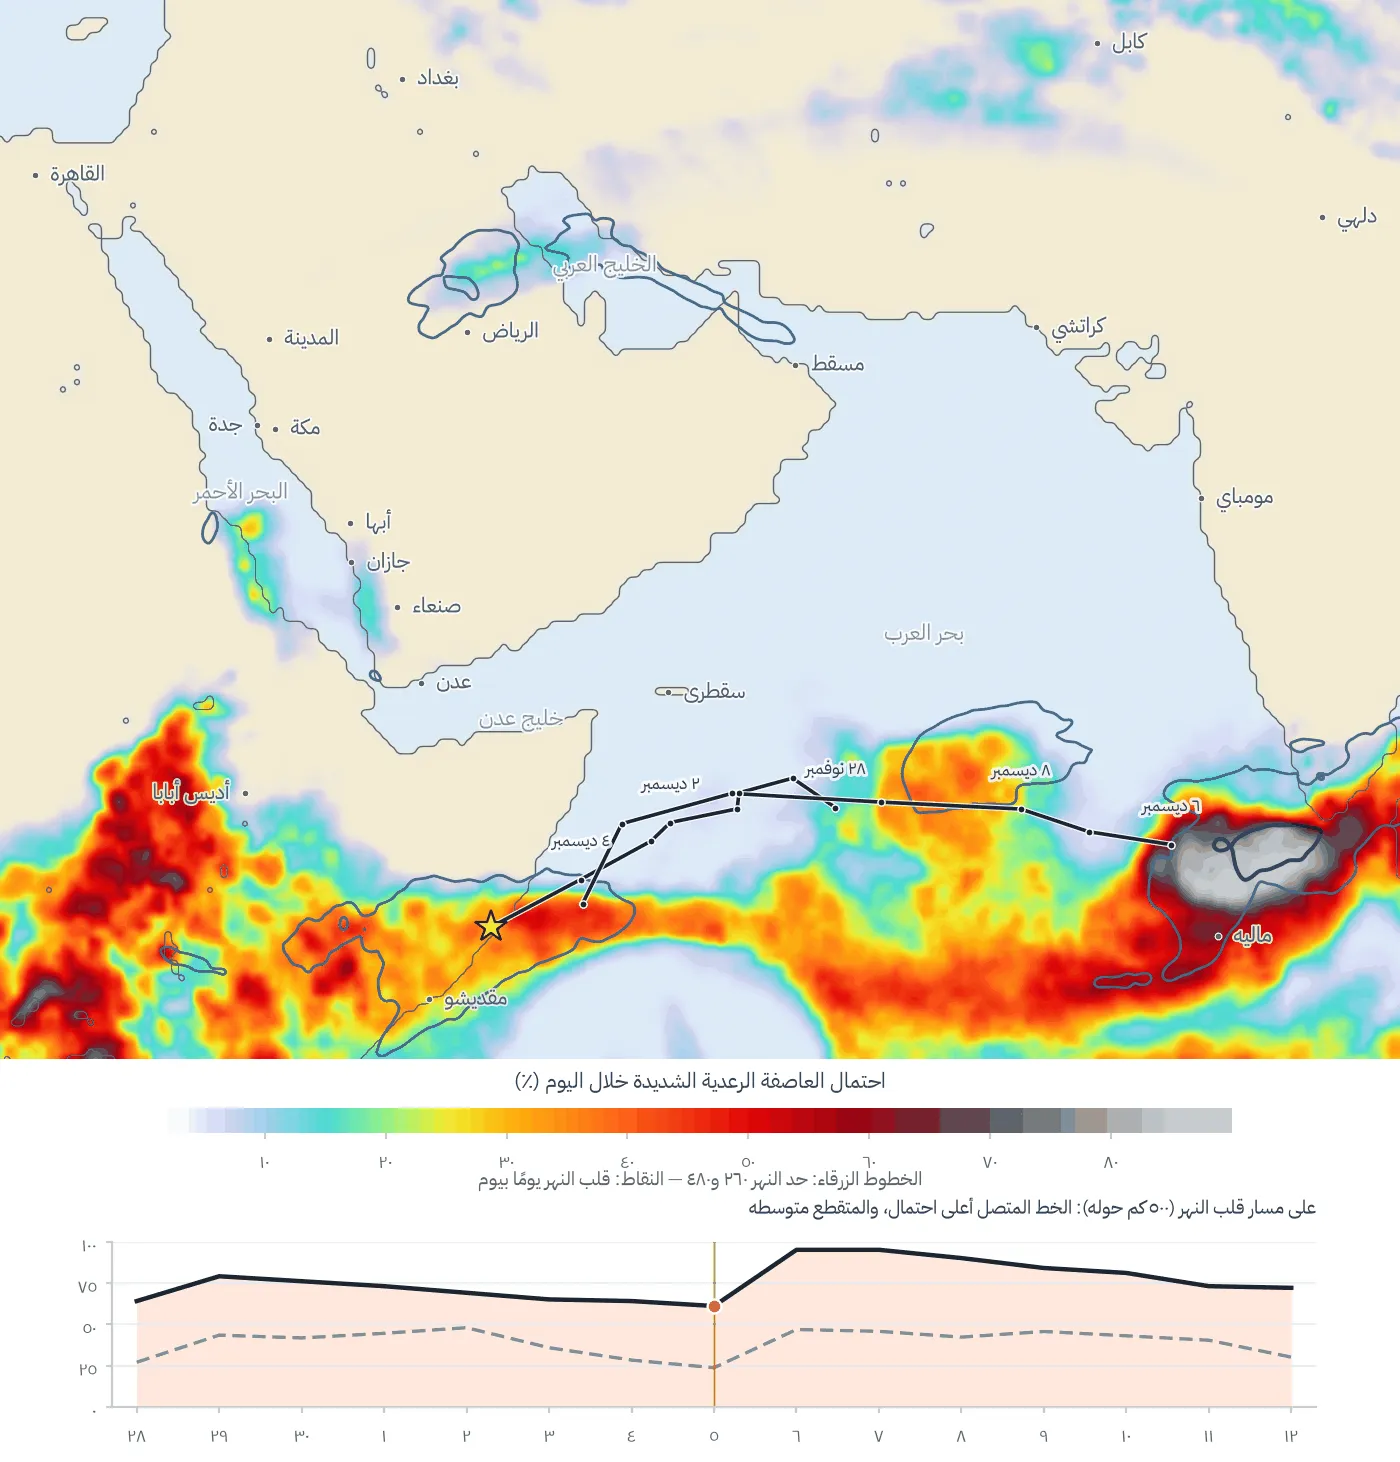 كابل
بغداد
القاهرة
دلهي
الخليج العربي
كراتشي
الرياض
المدينة
مسقط
جدة
مكة
البحر الأحمر
مومباي
أبها
جازان
صنعاء
بحر العرب
عدن
سقطرى
خليج عدن
٢٨ نوفمبر
٨ ديسمبر
٢ ديسمبر
أديس أبابا
٦ ديسمبر
٤ ديسمبر
ماليه
مقديشو
احتمال العاصفة الرعدية الشديدة خلال اليوم (٪)
١٠ ٢٠ ٣٠ ٤٠ ٥٠ ٦٠ ٧٠ ٨٠
الخطوط الزرقاء: حد النهر ٢٦٠ و٤٨٠ — النقاط: قلب النهر يومًا بيوم
على مسار قلب النهر (٥٠٠ كم حوله): الخط المتصل أعلى احتمال، والمتقطع متوسطه
١٠٠
٧٥
٥٠
٢٥
٠
٢٨ ٢٩ ٣٠ ١ ٢ ٣ ٤ ٥ ٦ ٧ ٨ ٩ ١٠ ١١ ١٢